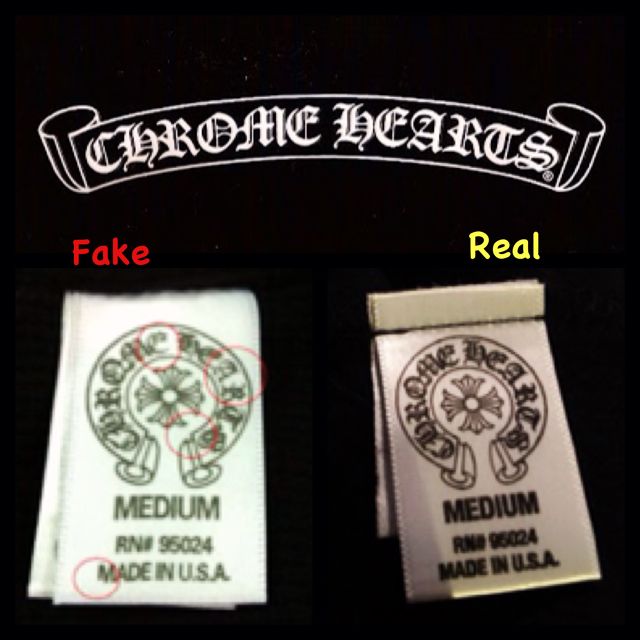 CHROME HEARTS®
Fake
Real
CHROME HEARTS
MEDIUM
RN# 95024
MADE IN U.S.A.
CHROME HEARTS
MEDIUM
RN# 95024
MADE IN U.S.A.